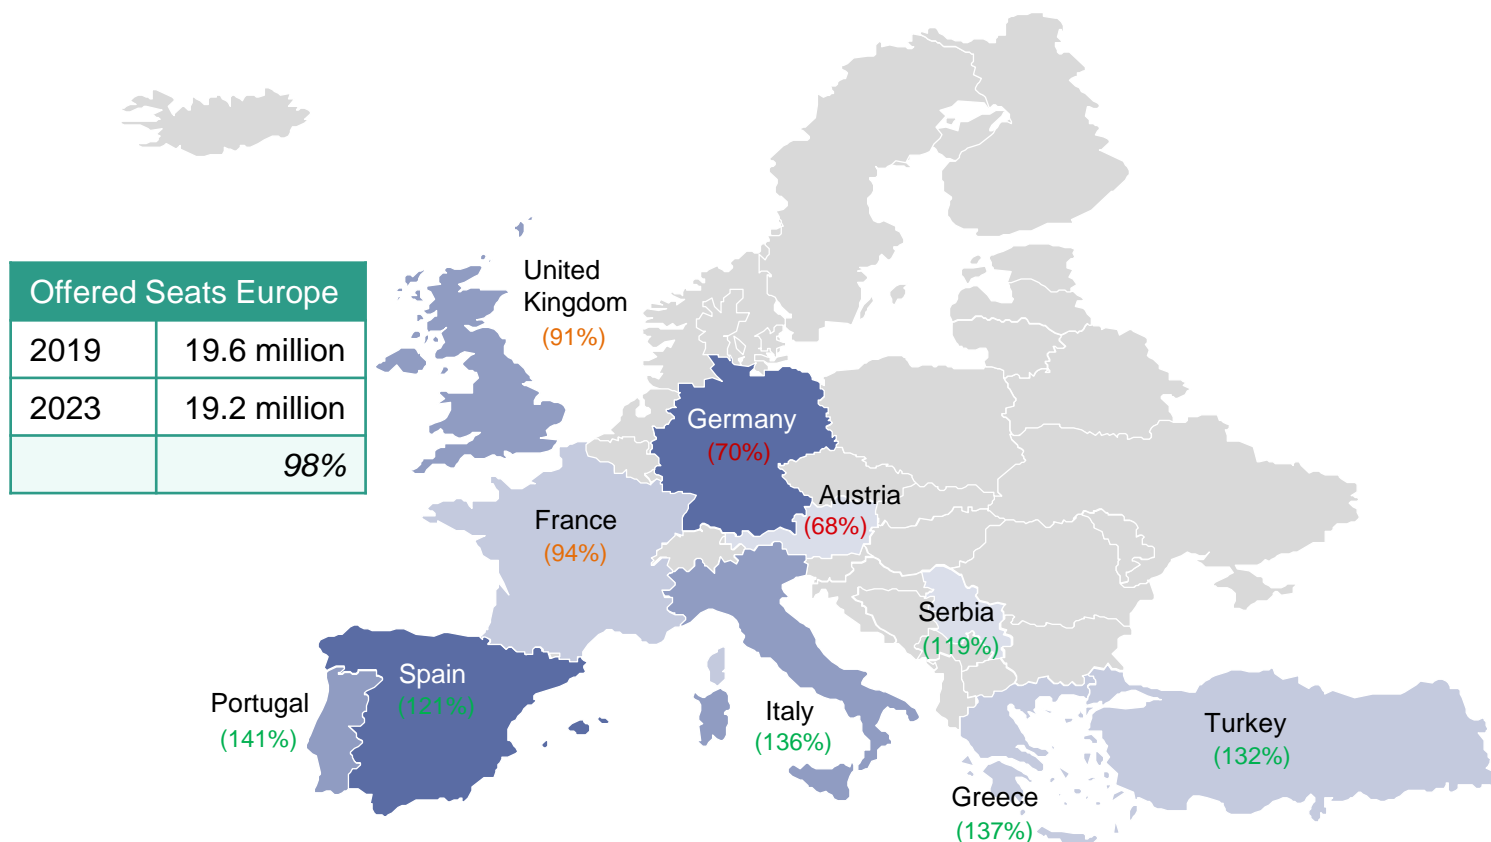 United
Kingdom
(91%)
Offered Seats Europe
2019 19.6 million
2023 19.2 million
98%
Germany
(70%)
Austria
(68%)
France
(94%)
Serbia
(119%)
Spain
(121%)
Portugal
(141%)
Italy
(136%)
Turkey
(132%)
Greece
(137%)